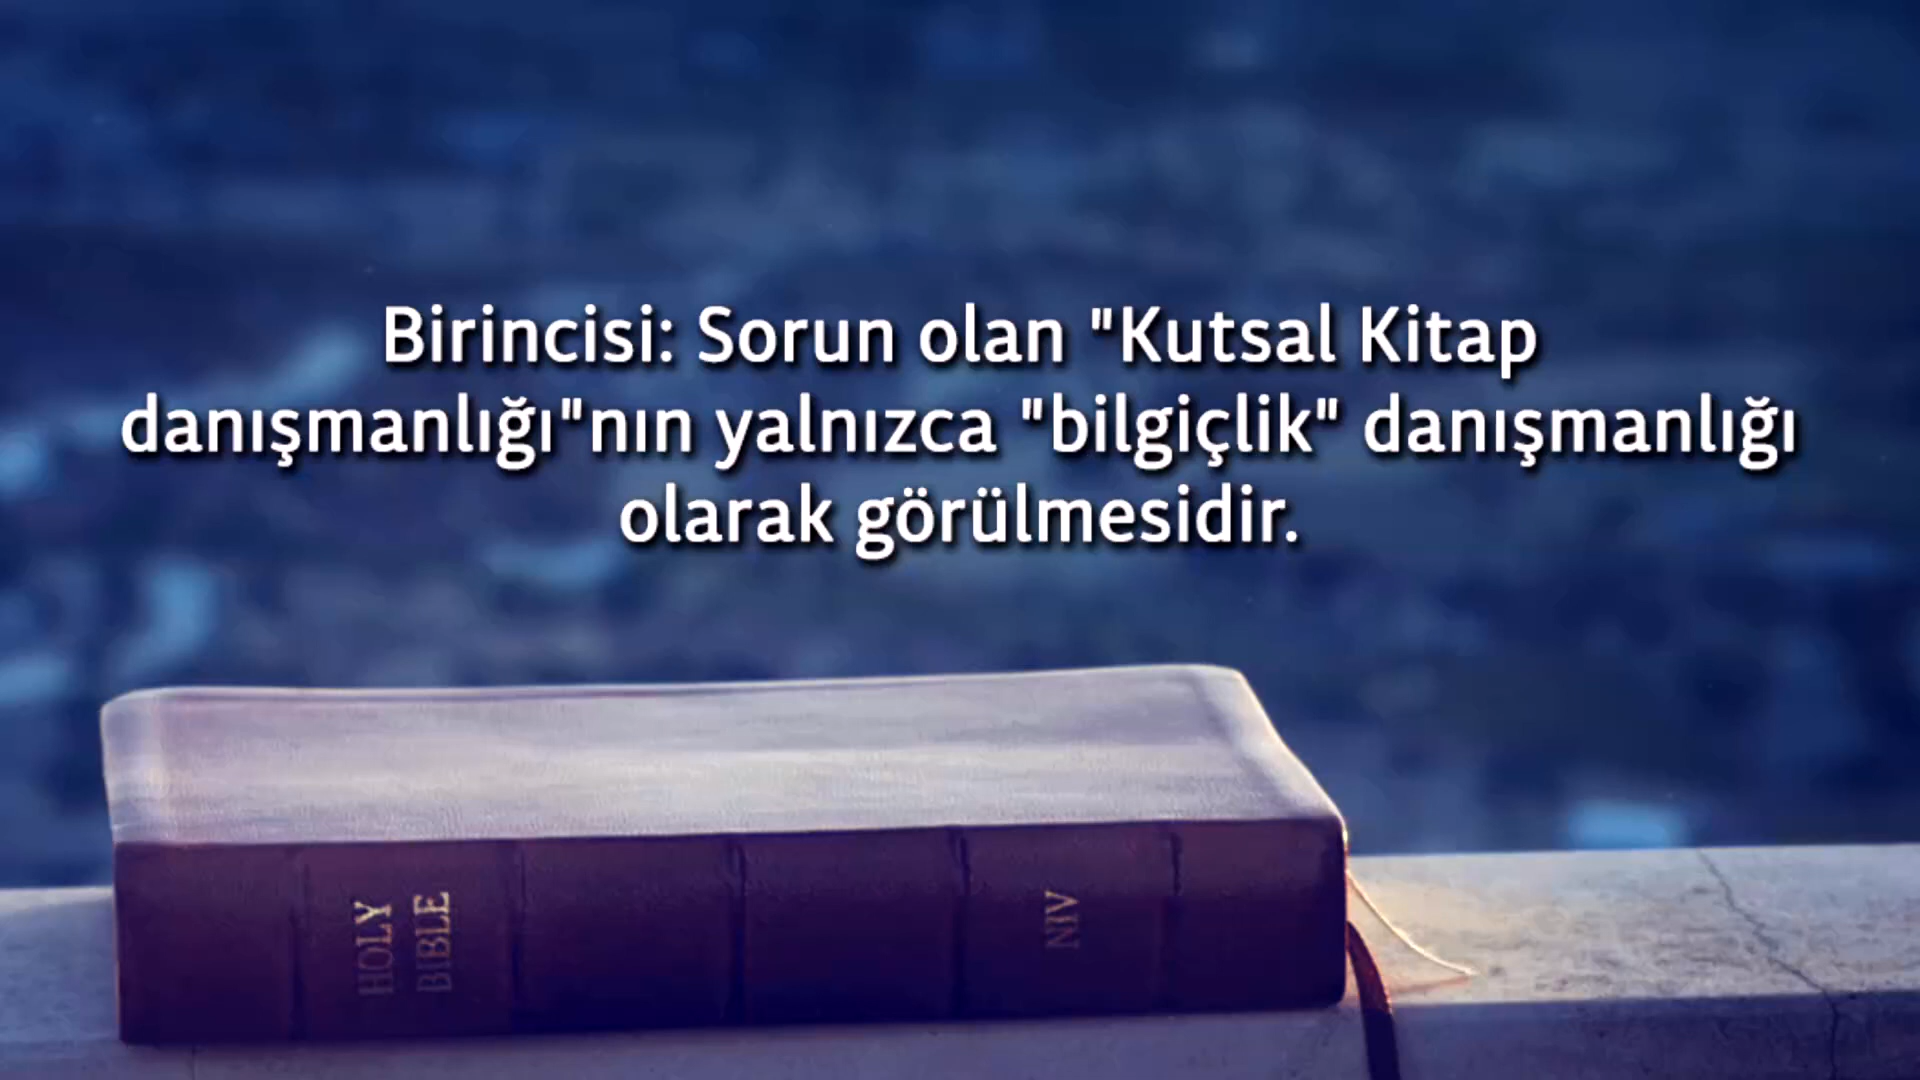 Birincisi: Sorun olan "Kutsal Kitap
danışmanlığı"nın yalnızca "bilgiçlik" danışmanlığı
olarak görülmesidir.
HOLY
BIBLE
NIV